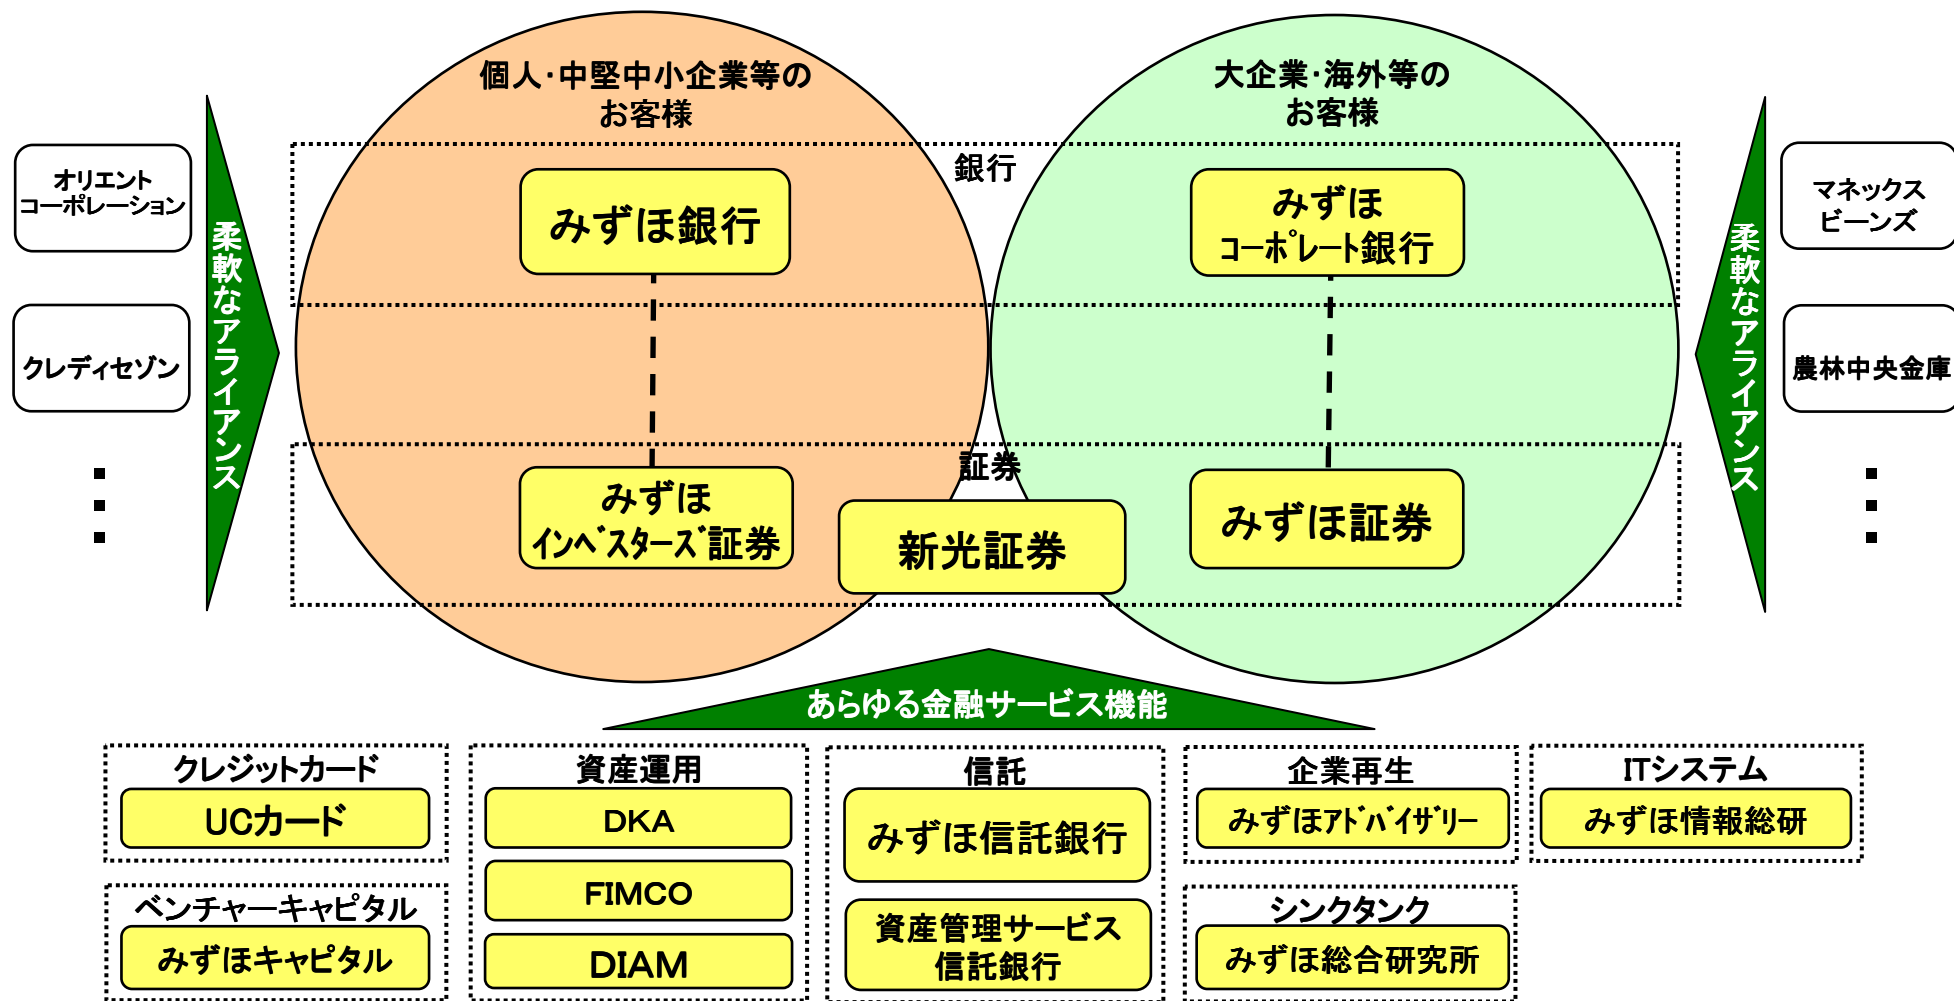 個人・中堅中小企業等の
お客様
大企業・海外等の
お客様
銀行
みずほ銀行
みずほ
ｺｰﾎﾟﾚｰﾄ銀行
証券
みずほ
ｲﾝﾍﾞｽﾀｰｽﾞ証券
新光証券
みずほ証券
オリエント
コーポレーション
クレディセゾン
柔軟なアライアンス
柔軟なアライアンス
マネックス
ビーンズ
農林中央金庫
あらゆる金融サービス機能
クレジットカード
UCカード
ベンチャーキャピタル
みずほキャピタル
資産運用
DKA
FIMCO
DIAM
信託
みずほ信託銀行
資産管理サービス
信託銀行
企業再生
みずほｱﾄﾞﾊﾞｲｻﾞﾘｰ
シンクタンク
みずほ総合研究所
ITシステム
みずほ情報総研